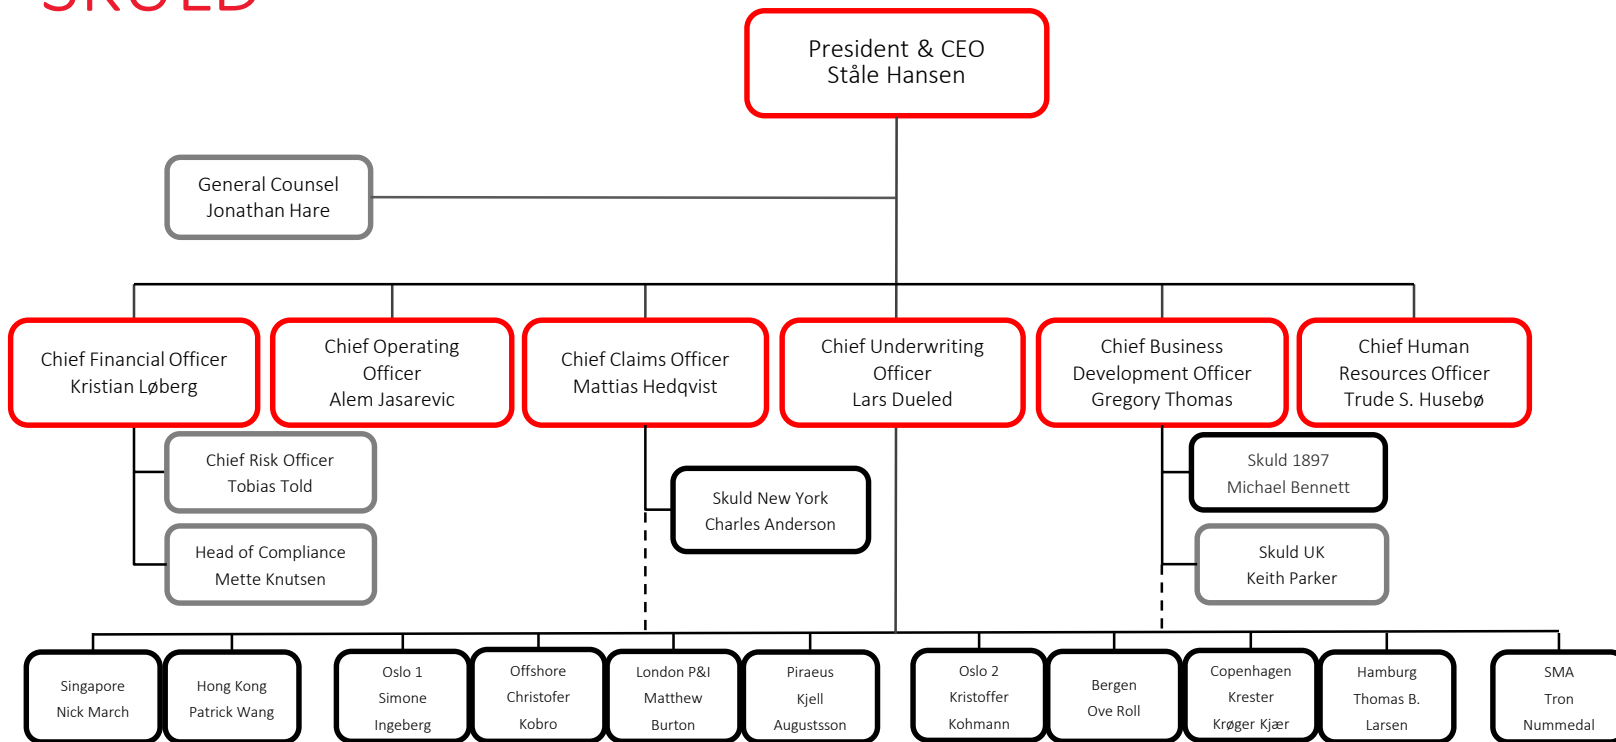 SKULD
President & CEO
Ståle Hansen
General Counsel
Jonathan Hare
Chief Financial Officer
Kristian Løberg
Chief Operating
Officer
Alem Jasarevic
Chief Claims Officer
Mattias Hedqvist
Chief Underwriting
Officer
Lars Dueled
Chief Business
Development Officer
Gregory Thomas
Chief Human
Resources Officer
Trude S. Husebø
Chief Risk Officer
Tobias Told
Head of Compliance
Mette Knutsen
Skuld New York
Charles Anderson
Skuld 1897
Michael Bennett
Skuld UK
Keith Parker
Singapore
Nick March
Hong Kong
Patrick Wang
Oslo 1
Simone
Ingeberg
Offshore
Christofer
Kobro
London P&I
Matthew
Burton
Piraeus
Kjell
Augustsson
Oslo 2
Kristoffer
Kohmann
Bergen
Ove Roll
Copenhagen
Krester
Krøger Kjær
Hamburg
Thomas B.
Larsen
SMA
Tron
Nummedal